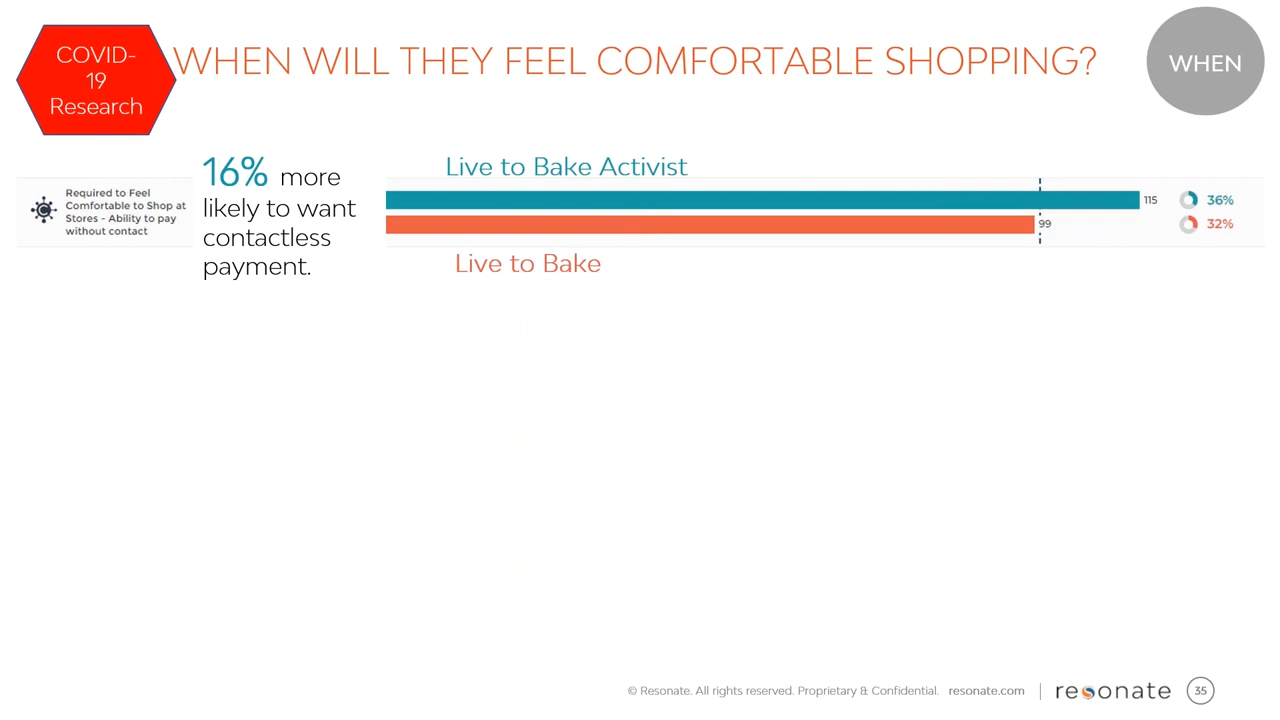 COVID-
19
Research
WHEN WILL THEY FEEL COMFORTABLE SHOPPING?
WHEN
Required to Feel
Comfortable to Shop at
Stores - Ability to pay
without contact
16% more
likely to want
contactless
payment.
Live to Bake Activist
115
36%
99
32%
Live to Bake
© Resonate. All rights reserved. Proprietary & Confidential. resonate.com
resonate
35